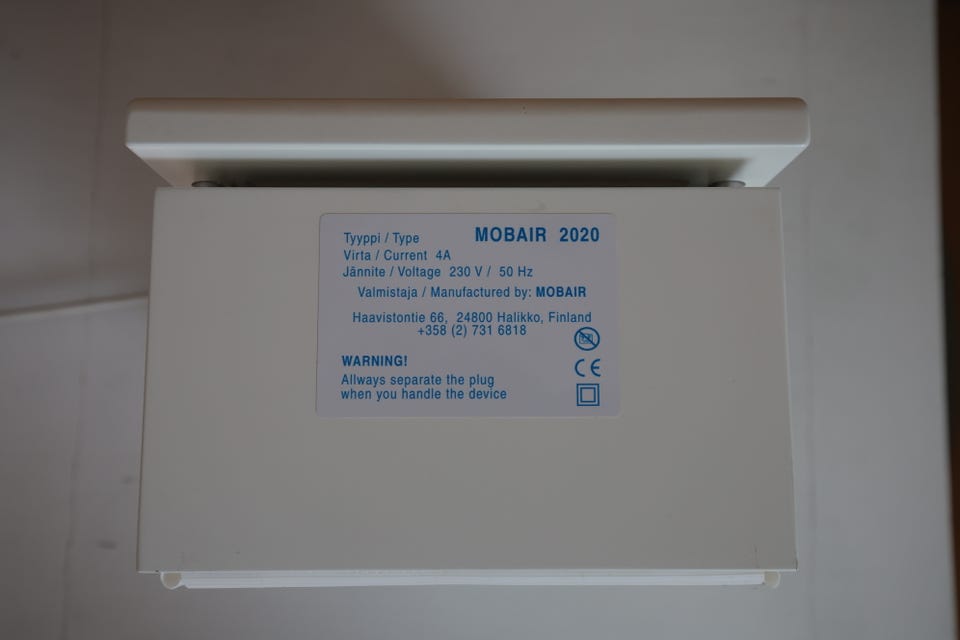 Tyyppi / Type MOBAIR 2020
Virta / Current 4A
Jännite / Voltage 230 V / 50 Hz
Valmistaja / Manufactured by: MOBAIR
Haavistontie 66, 24800 Halikko, Finland
+358 (2) 731 6818
WARNING!
CE
Allways separate the plug
when you handle the device